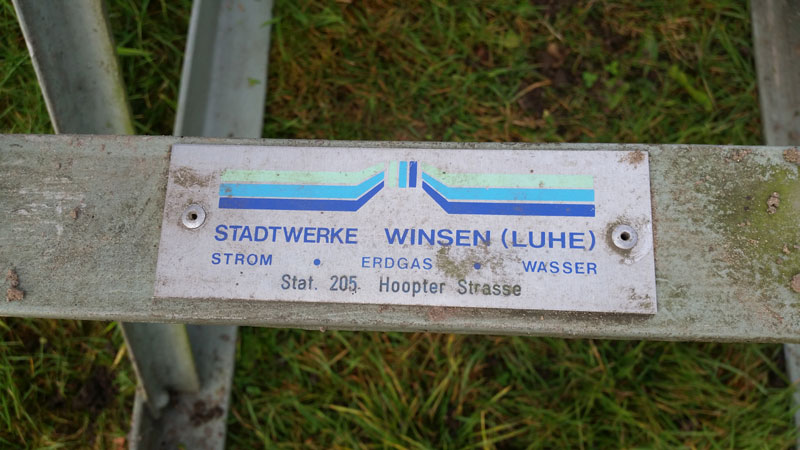 STADTWERKE WINSEN (LUHE)
STROM • ERDGAS • WASSER
Stat. 205. Hoopter Strasse